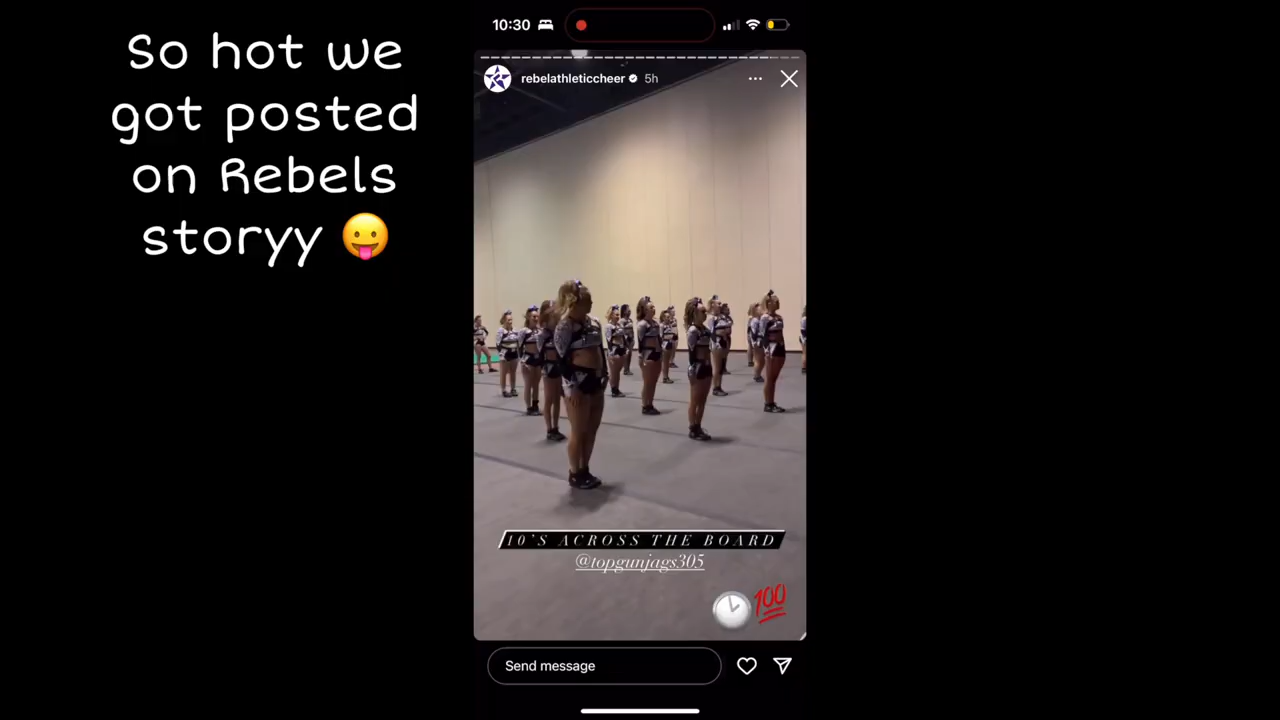 So hot we
got posted
on Rebels
storyy 😛
10:30
rebelathleticcheer 5h
10'S ACROSS THE BOARD
@topgunjags305
💯
Send message